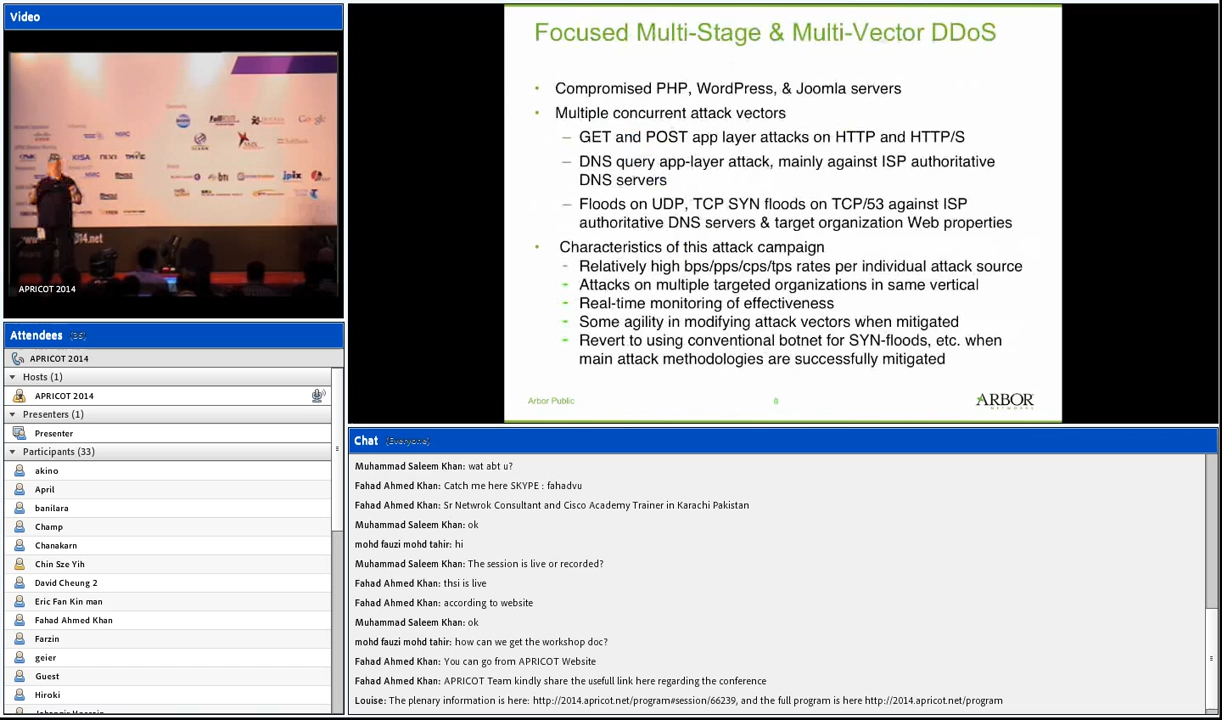 Video
Google
KISA
bti
jpix
314.net
APRICOT 2014
Attendees (35)
APRICOT 2014
Hosts (1)
APRICOT 2014
Presenters (1)
Presenter
Participants (33)
akino
April
banilara
Champ
Chanakarn
Chin Sze Yih
David Cheung 2
Eric Fan Kin man
Fahad Ahmed Khan
Farzin
geier
Guest
Hiroki
Focused Multi-Stage & Multi-Vector DDoS
• Compromised PHP, WordPress, & Joomla servers
• Multiple concurrent attack vectors
– GET and POST app layer attacks on HTTP and HTTP/S
– DNS query app-layer attack, mainly against ISP authoritative
DNS servers
– Floods on UDP, TCP SYN floods on TCP/53 against ISP
authoritative DNS servers & target organization Web properties
• Characteristics of this attack campaign
- Relatively high bps/pps/cps/tps rates per individual attack source
- Attacks on multiple targeted organizations in same vertical
- Real-time monitoring of effectiveness
- Some agility in modifying attack vectors when mitigated
- Revert to using conventional botnet for SYN-floods, etc. when
main attack methodologies are successfully mitigated
Arbor Public
8
ARBOR
NETWORKS
Chat (Everyone)
Muhammad Saleem Khan: wat abt u?
Fahad Ahmed Khan: Catch me here SKYPE : fahadvu
Fahad Ahmed Khan: Sr Netwrok Consultant and Cisco Academy Trainer in Karachi Pakistan
Muhammad Saleem Khan: ok
mohd fauzi mohd tahir: hi
Muhammad Saleem Khan: The session is live or recorded?
Fahad Ahmed Khan: thsi is live
Fahad Ahmed Khan: according to website
Muhammad Saleem Khan: ok
mohd fauzi mohd tahir: how can we get the workshop doc?
Fahad Ahmed Khan: You can go from APRICOT Website
Fahad Ahmed Khan: APRICOT Team kindly share the usefull link here regarding the conference
Louise: The plenary information is here: http://2014.apricot.net/program#session/66239, and the full program is here http://2014.apricot.net/program